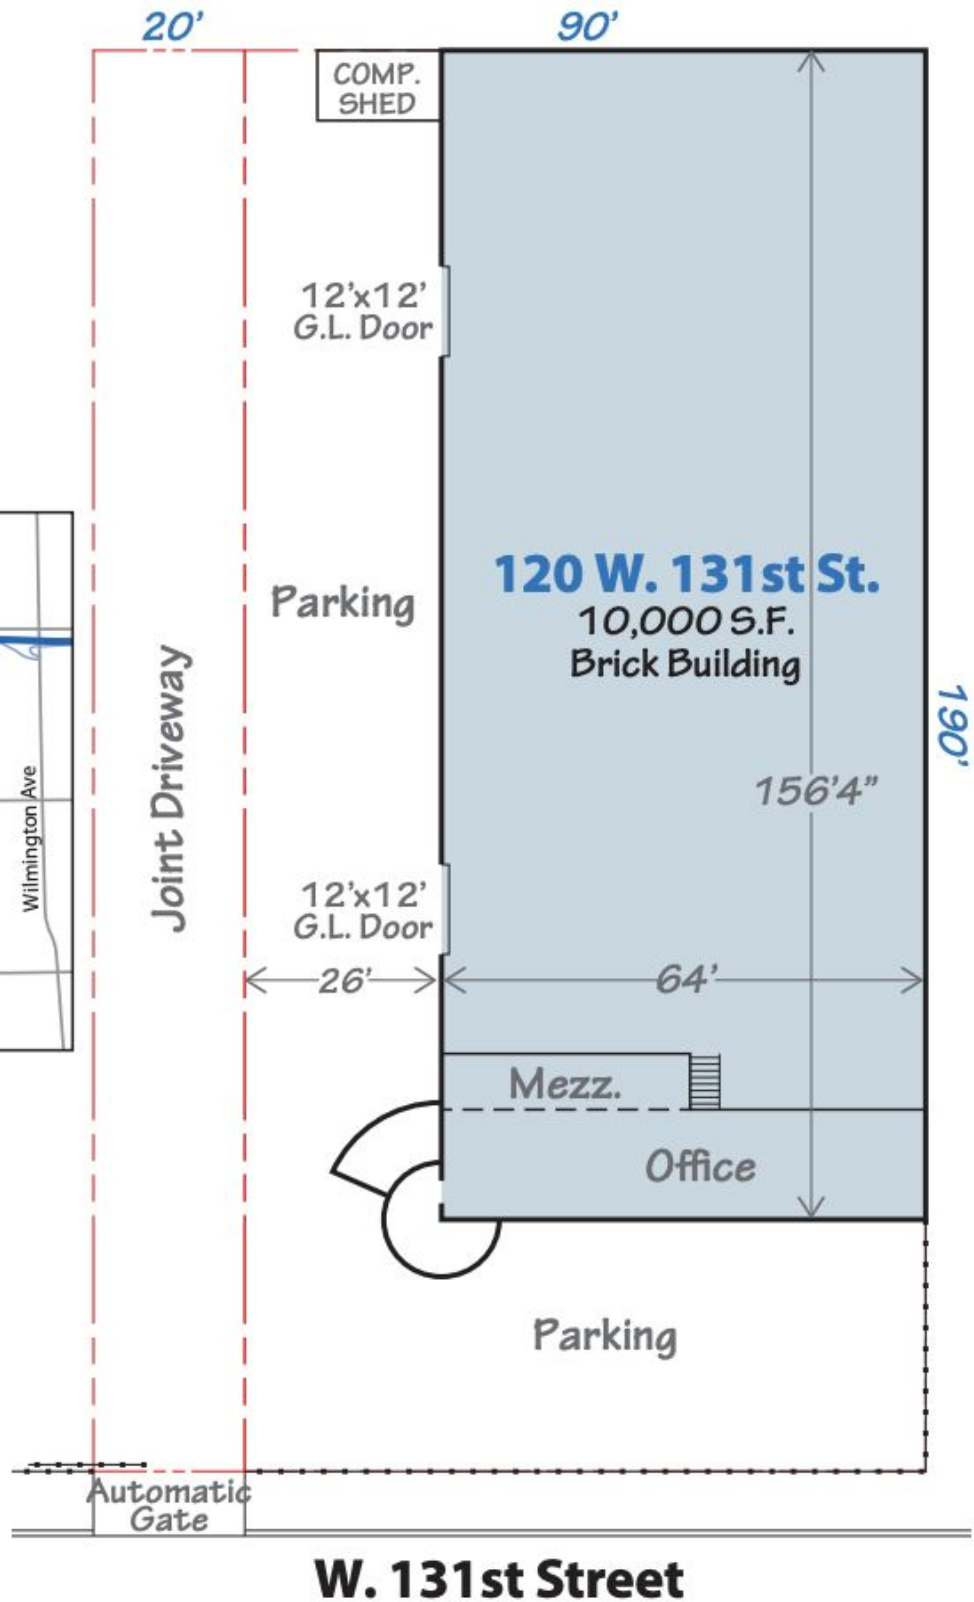 20'
90'
COMP.
SHED
12'x12'
G.L. Door
120 W. 131st St.
10,000 S.F.
Brick Building
Parking
Joint Driveway
190'
Wilmington Ave
156'4"
12'x12'
G.L. Door
26'
64'
Mezz.
Office
Parking
Automatic
Gate
W. 131st Street